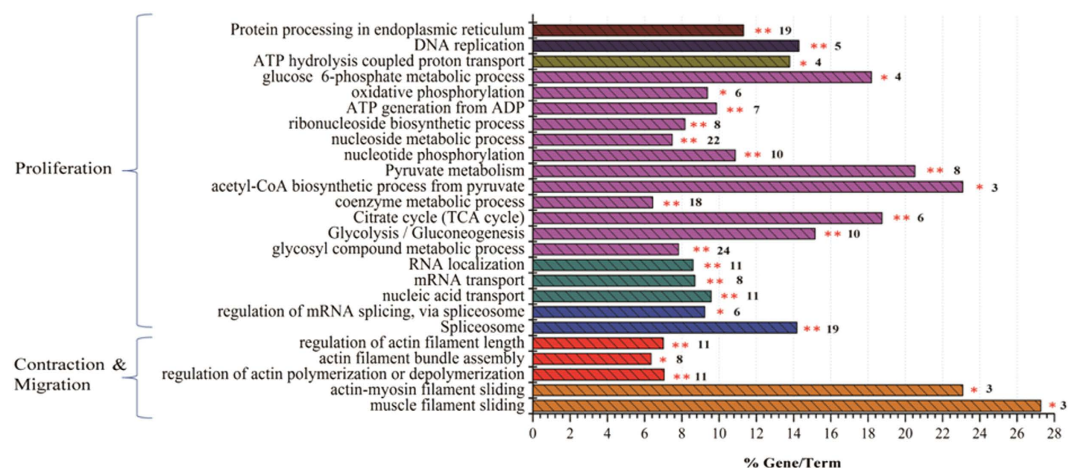 Protein processing in endoplasmic reticulum ** 19
DNA replication ** 5
ATP hydrolysis coupled proton transport * 4
glucose 6-phosphate metabolic process * 4
oxidative phosphorylation * 6
ATP generation from ADP ** 7
ribonucleoside biosynthetic process ** 8
nucleoside metabolic process ** 22
nucleotide phosphorylation ** 10
Proliferation
Pyruvate metabolism ** 8
acetyl-CoA biosynthetic process from pyruvate * 3
coenzyme metabolic process ** 18
Citrate cycle (TCA cycle) ** 6
Glycolysis / Gluconeogenesis ** 10
glycosyl compound metabolic process ** 24
RNA localization ** 11
mRNA transport ** 8
nucleic acid transport ** 11
regulation of mRNA splicing, via spliceosome * 6
Spliceosome ** 19
regulation of actin filament length ** 11
Contraction &
Migration
actin filament bundle assembly * 8
regulation of actin polymerization or depolymerization ** 11
actin-myosin filament sliding * 3
muscle filament sliding * 3
0 2 4 6 8 10 12 14 16 18 20 22 24 26 28
% Gene/Term